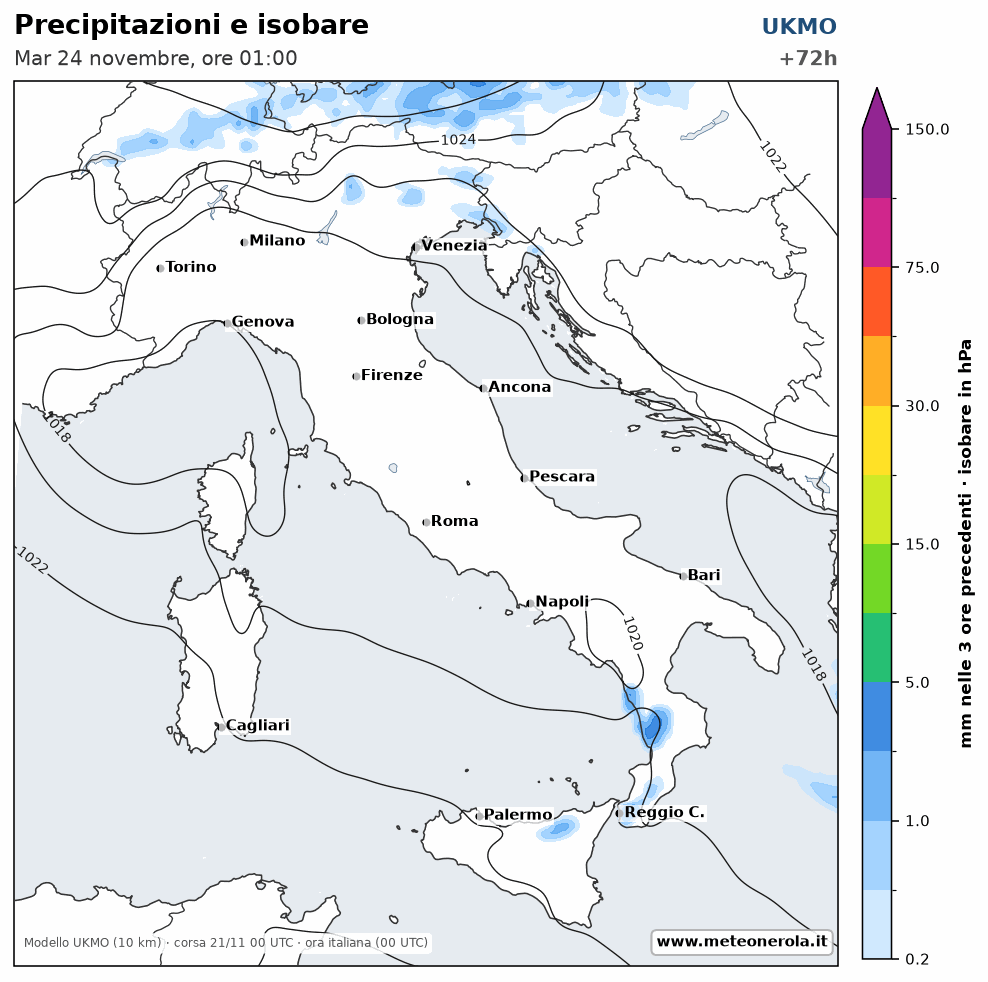 Precipitazioni e isobare
UKMO
Mar 24 novembre, ore 01:00
+72h
1024
1022
150.0
Milano
Venezia
Torino
75.0
Genova
Bologna
Firenze
Ancona
30.0
1018
Pescara
Roma
15.0
1022
Bari
Napoli
1020
1018
5.0
Cagliari
Palermo
Reggio C.
1.0
mm nelle 3 ore precedenti · isobare in hPa
Modello UKMO (10 km) · corsa 21/11 00 UTC · ora italiana (00 UTC)
www.meteonerola.it
0.2